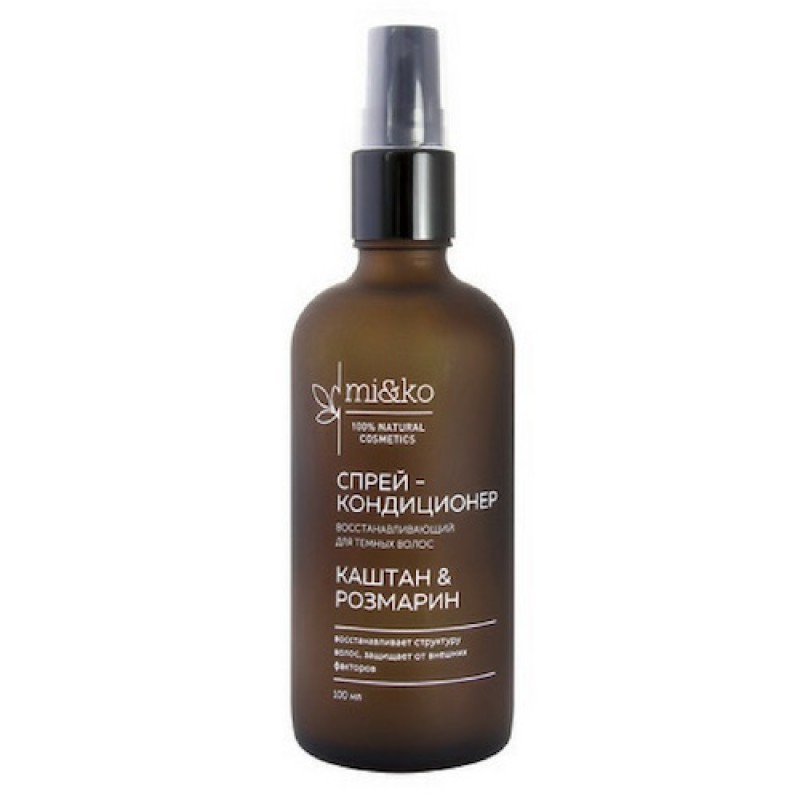 mi&ko
100% NATURAL
COSMETICS
СПРЕЙ –
КОНДИЦИОНЕР
ВОССТАНАВЛИВАЮЩИЙ
ДЛЯ ТЕМНЫХ ВОЛОС
КАШТАН &
РОЗМАРИН
восстанавливает структуру
волос, защищает от внешних
факторов
100 мл